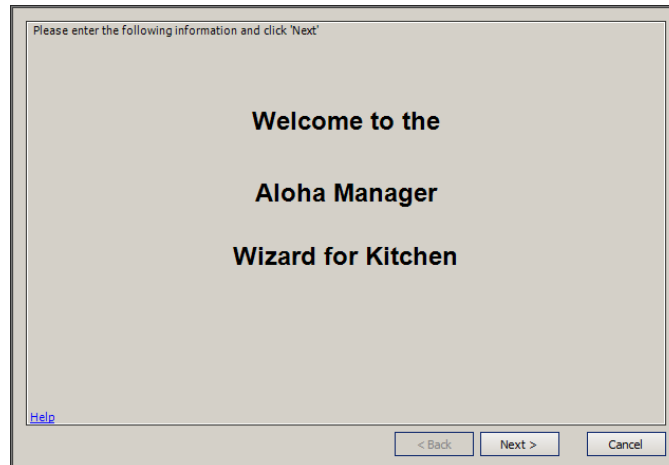 Please enter the following information and click 'Next'
Welcome to the
Aloha Manager
Wizard for Kitchen
Help
< Back
Next >
Cancel